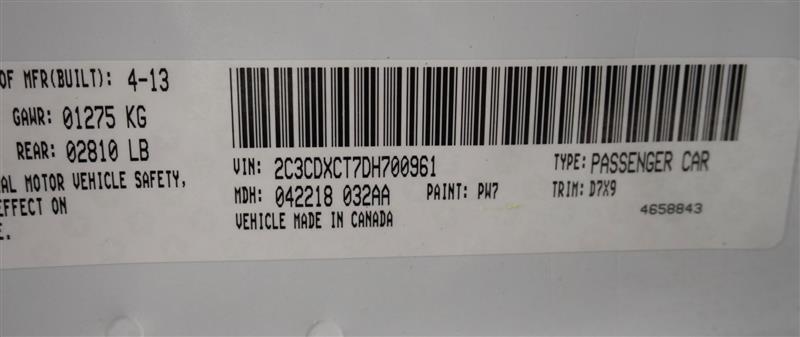 OF MFR(BUILT): 4-13
GAWR: 01275 KG
REAR: 02810 LB
AL MOTOR VEHICLE SAFETY,
EFFECT ON
E.
VIN: 2C3CDXCT7DH700961 TYPE: PASSENGER CAR
MDH: 042218 032AA PAINT: PW7 TRIM: D7X9
VEHICLE MADE IN CANADA 4658843